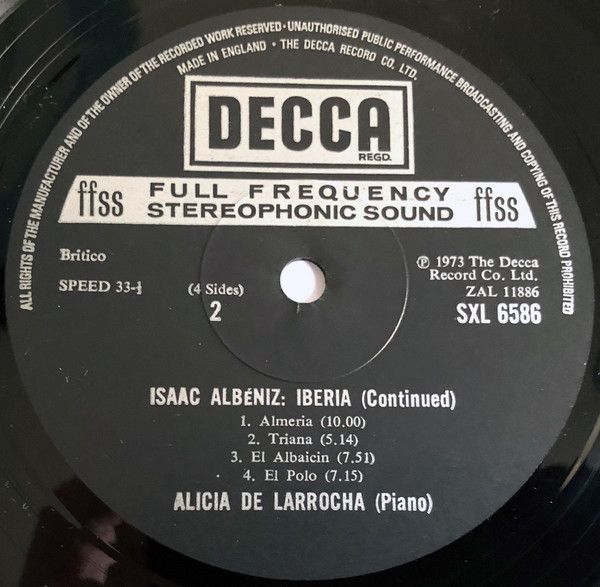 ALL RIGHTS OF THE MANUFACTURER AND OF THE OWNER OF THE RECORDED WORK RESERVED · UNAUTHORISED PUBLIC PERFORMANCE BROADCASTING AND COPYING OF THIS RECORD PROHIBITED
MADE IN ENGLAND · THE DECCA RECORD CO. LTD.
DECCA
REGD.
ffss FULL FREQUENCY STEREOPHONIC SOUND ffss
Britico
SPEED 33-⅓
(4 Sides)
2
℗ 1973 The Decca
Record Co. Ltd.
ZAL 11886
SXL 6586
ISAAC ALBéNIZ: IBERIA (Continued)
1. Almeria (10.00)
2. Triana (5.14)
3. El Albaicin (7.51)
4. El Polo (7.15)
ALICIA DE LARROCHA (Piano)